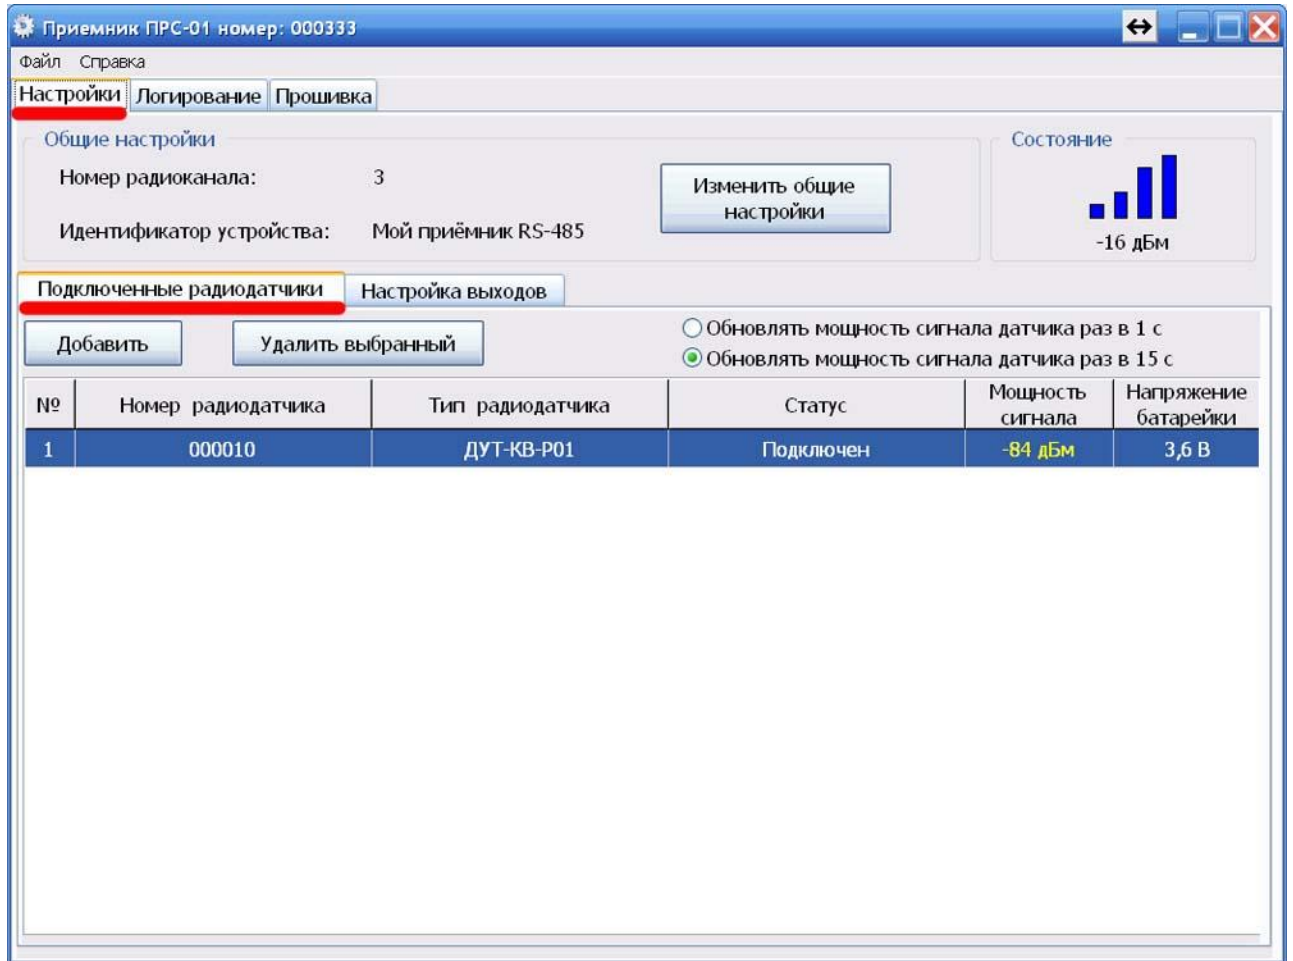 Приемник ПРС-01 номер: 000333
Файл Справка
Настройки Логирование Прошивка
Общие настройки
Состояние
Номер радиоканала: 3
Изменить общие
настройки
Идентификатор устройства: Мой приёмник RS-485
-16 дБм
Подключенные радиодатчики Настройка выходов
Добавить Удалить выбранный
Обновлять мощность сигнала датчика раз в 1 с
Обновлять мощность сигнала датчика раз в 15 с
№ Номер радиодатчика Тип радиодатчика Статус Мощность сигнала Напряжение батарейки
1 000010 ДУТ-КВ-Р01 Подключен -84 дБм 3,6 В